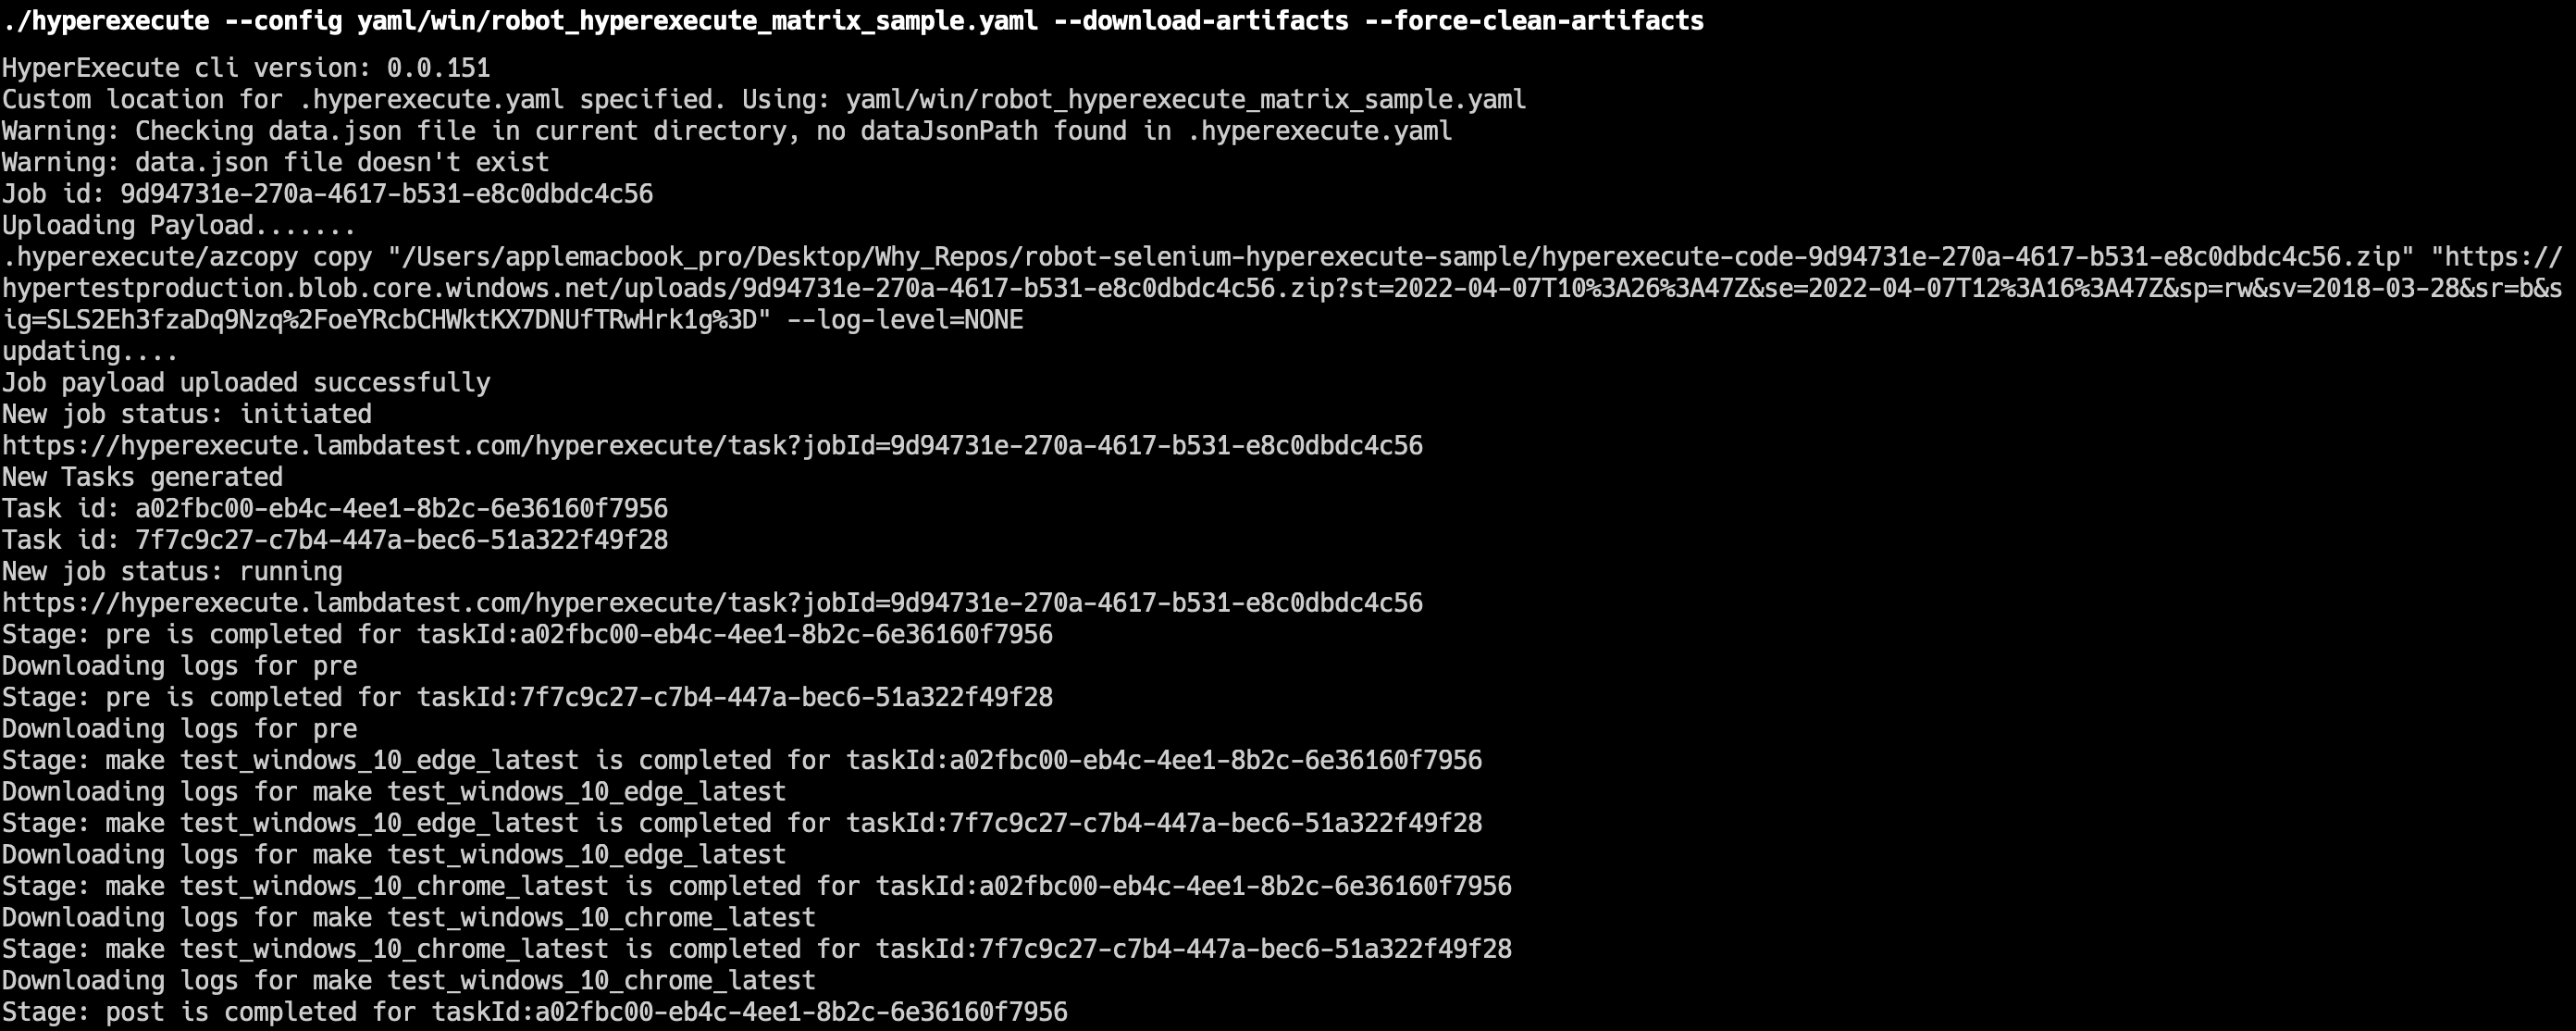 ./hyperexecute --config yaml/win/robot_hyperexecute_matrix_sample.yaml --download-artifacts --force-clean-artifacts
HyperExecute cli version: 0.0.151
Custom location for .hyperexecute.yaml specified. Using: yaml/win/robot_hyperexecute_matrix_sample.yaml
Warning: Checking data.json file in current directory, no dataJsonPath found in .hyperexecute.yaml
Warning: data.json file doesn't exist
Job id: 9d94731e-270a-4617-b531-e8c0dbdc4c56
Uploading Payload.......
.hyperexecute/azcopy copy "/Users/applemacbook_pro/Desktop/Why_Repos/robot-selenium-hyperexecute-sample/hyperexecute-code-9d94731e-270a-4617-b531-e8c0dbdc4c56.zip" "https://
hypertestproduction.blob.core.windows.net/uploads/9d94731e-270a-4617-b531-e8c0dbdc4c56.zip?st=2022-04-07T10%3A26%3A47Z&se=2022-04-07T12%3A16%3A47Z&sp=rw&sv=2018-03-28&sr=b&s
ig=SLS2Eh3fzaDq9Nzq%2FoeYRcbCHWktKX7DNUfTRwHrk1g%3D" --log-level=NONE
updating....
Job payload uploaded successfully
New job status: initiated
https://hyperexecute.lambdatest.com/hyperexecute/task?jobId=9d94731e-270a-4617-b531-e8c0dbdc4c56
New Tasks generated
Task id: a02fbc00-eb4c-4ee1-8b2c-6e36160f7956
Task id: 7f7c9c27-c7b4-447a-bec6-51a322f49f28
New job status: running
https://hyperexecute.lambdatest.com/hyperexecute/task?jobId=9d94731e-270a-4617-b531-e8c0dbdc4c56
Stage: pre is completed for taskId:a02fbc00-eb4c-4ee1-8b2c-6e36160f7956
Downloading logs for pre
Stage: pre is completed for taskId:7f7c9c27-c7b4-447a-bec6-51a322f49f28
Downloading logs for pre
Stage: make test_windows_10_edge_latest is completed for taskId:a02fbc00-eb4c-4ee1-8b2c-6e36160f7956
Downloading logs for make test_windows_10_edge_latest
Stage: make test_windows_10_edge_latest is completed for taskId:7f7c9c27-c7b4-447a-bec6-51a322f49f28
Downloading logs for make test_windows_10_edge_latest
Stage: make test_windows_10_chrome_latest is completed for taskId:a02fbc00-eb4c-4ee1-8b2c-6e36160f7956
Downloading logs for make test_windows_10_chrome_latest
Stage: make test_windows_10_chrome_latest is completed for taskId:7f7c9c27-c7b4-447a-bec6-51a322f49f28
Downloading logs for make test_windows_10_chrome_latest
Stage: post is completed for taskId:a02fbc00-eb4c-4ee1-8b2c-6e36160f7956